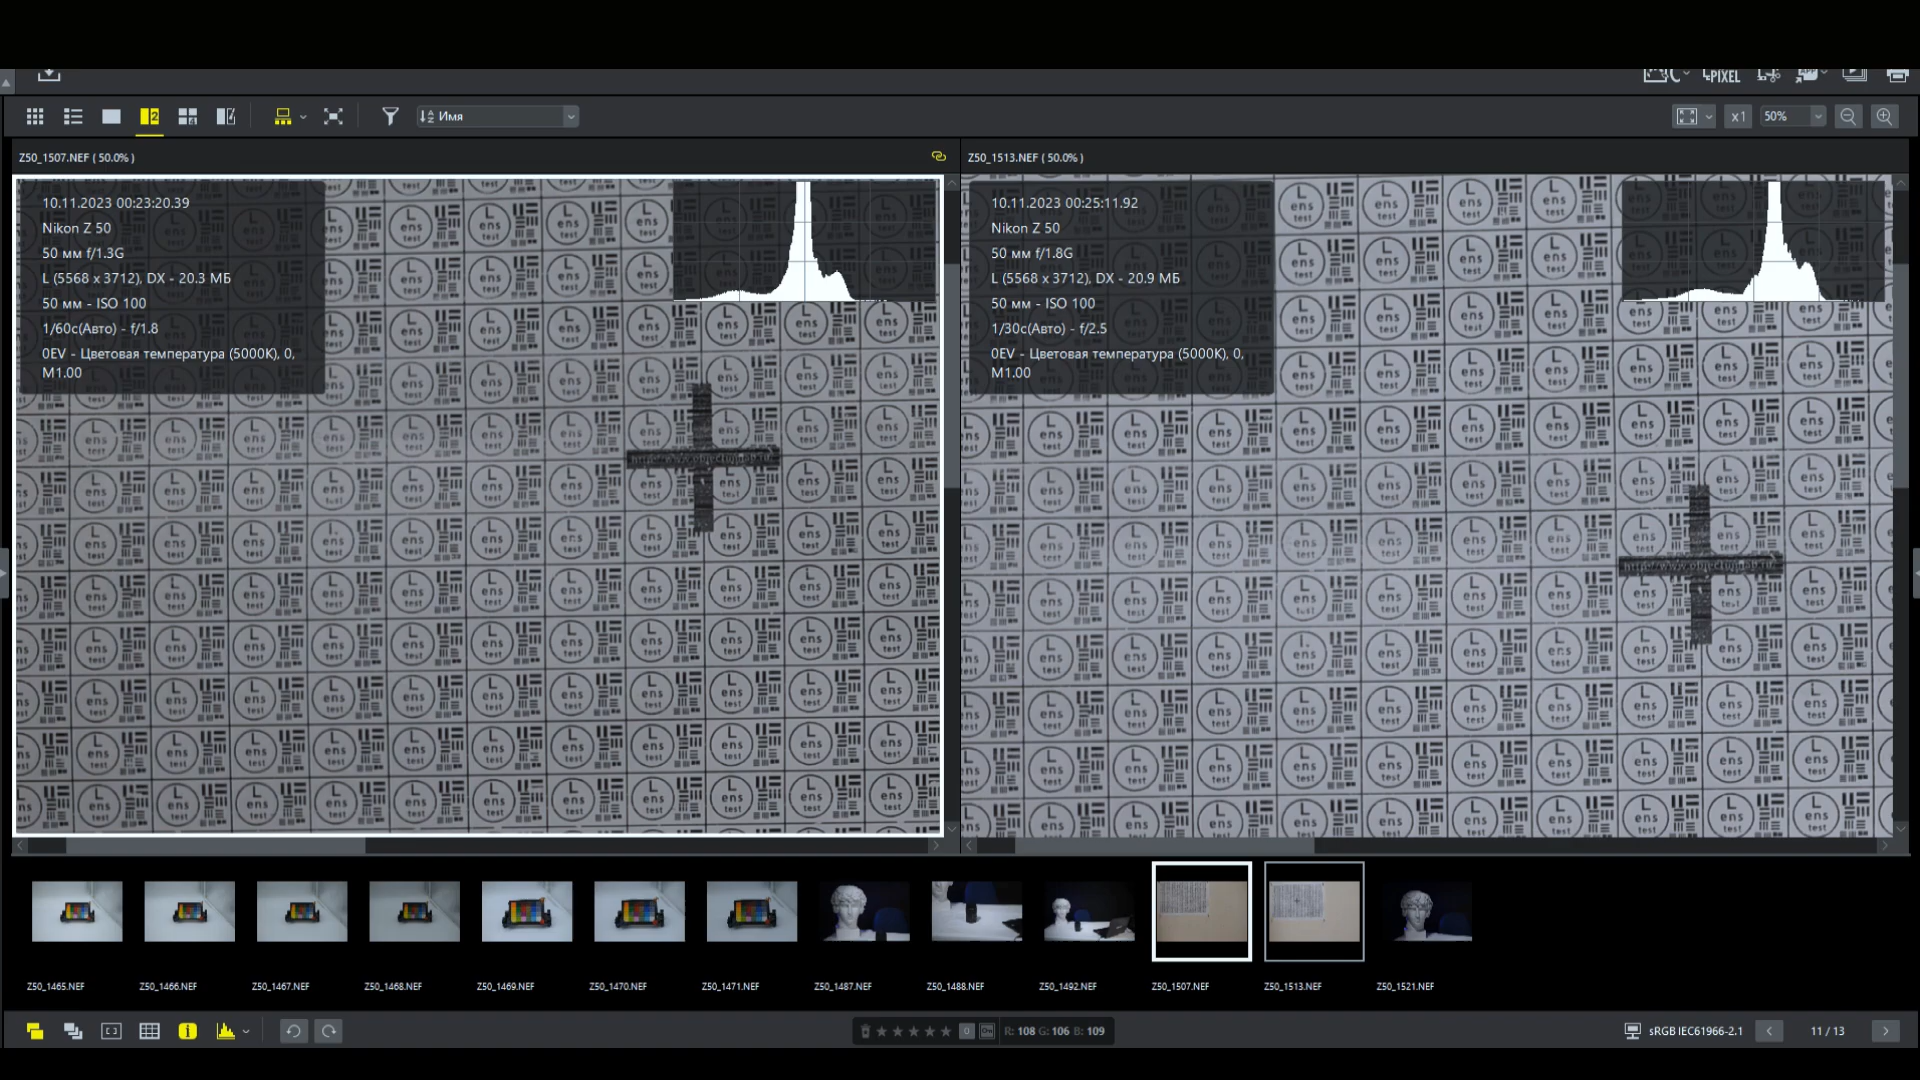 PIXEL
Имя
x1
50%
Z50_1507.NEF ( 50.0% )
Z50_1513.NEF ( 50.0% )
10.11.2023 00:23:20.39
Nikon Z 50
50 мм f/1.3G
L (5568 x 3712), DX - 20.3 МБ
50 мм - ISO 100
1/60с(Авто) - f/1.8
0EV - Цветовая температура (5000K), 0,
M1.00
10.11.2023 00:25:11.92
Nikon Z 50
50 мм f/1.8G
L (5568 x 3712), DX - 20.9 МБ
50 мм - ISO 100
1/30с(Авто) - f/2.5
0EV - Цветовая температура (5000K), 0,
M1.00
Lens
test
Z50_1465.NEF
Z50_1466.NEF
Z50_1467.NEF
Z50_1468.NEF
Z50_1469.NEF
Z50_1470.NEF
Z50_1471.NEF
Z50_1487.NEF
Z50_1488.NEF
Z50_1492.NEF
Z50_1507.NEF
Z50_1513.NEF
Z50_1521.NEF
R: 108 G: 106 B: 109
sRGB IEC61966-2.1
11 / 13